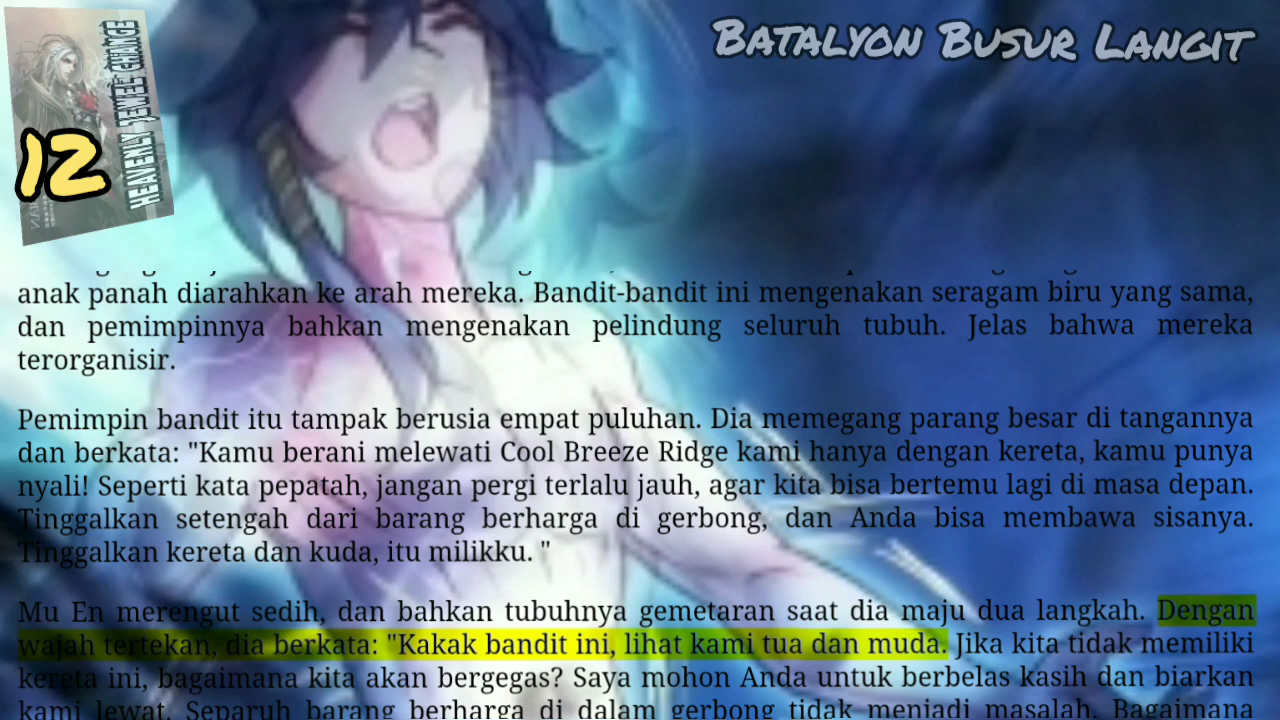 Batalyon Busur Langit
HEAVENLY JEWEL CHANGE
12
anak panah diarahkan ke arah mereka. Bandit-bandit ini mengenakan seragam biru yang sama,
dan pemimpinnya bahkan mengenakan pelindung seluruh tubuh. Jelas bahwa mereka
terorganisir.
Pemimpin bandit itu tampak berusia empat puluhan. Dia memegang parang besar di tangannya
dan berkata: "Kamu berani melewati Cool Breeze Ridge kami hanya dengan kereta, kamu punya
nyali! Seperti kata pepatah, jangan pergi terlalu jauh, agar kita bisa bertemu lagi di masa depan.
Tinggalkan setengah dari barang berharga di gerbong, dan Anda bisa membawa sisanya.
Tinggalkan kereta dan kuda, itu milikku. "
Mu En merengut sedih, dan bahkan tubuhnya gemetaran saat dia maju dua langkah. Dengan
wajah tertekan, dia berkata: "Kakak bandit ini, lihat kami tua dan muda. Jika kita tidak memiliki
kereta ini, bagaimana kita akan bergegas? Saya mohon Anda untuk berbelas kasih dan biarkan
kami lewat. Separuh barang berharga di dalam gerbong tidak menjadi masalah. Bagaimana